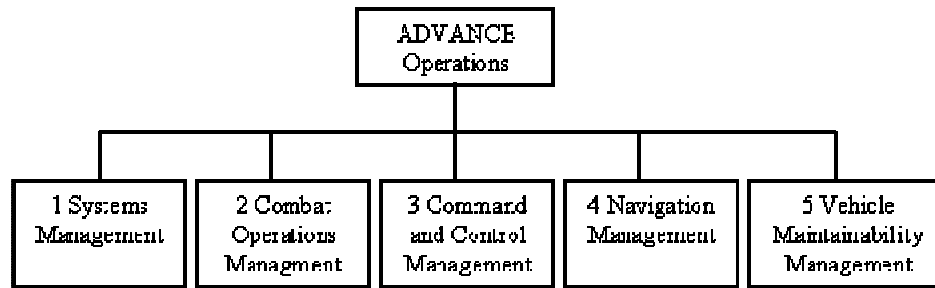 ADVANCE
Operations
1 Systems
Management
2 Combat
Operations
Managment
3 Command
and Control
Management
4 Navigation
Management
5 Vehicle
Maintainability
Management